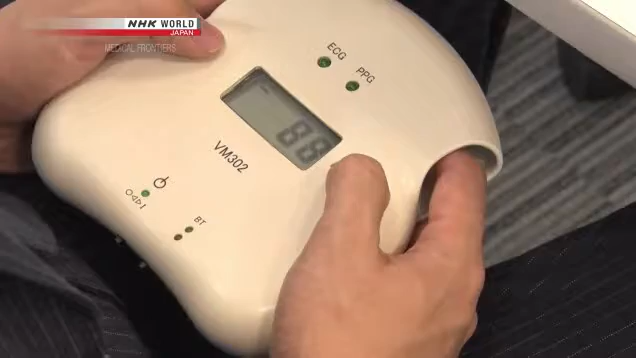 NHK WORLD
JAPAN
MEDICAL FRONTIERS
ECG
PPG
88
VM302
BT